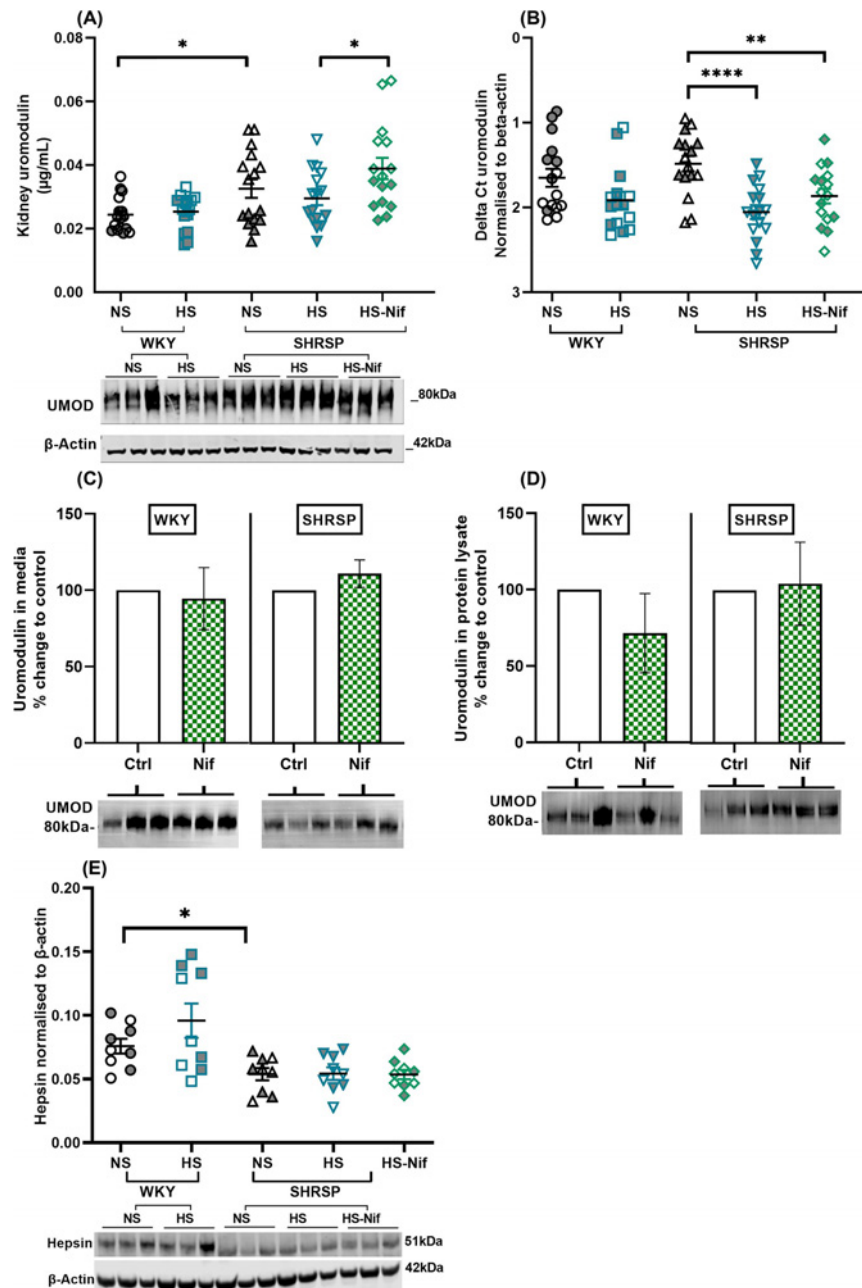 (A)
Kidney uromodulin
(µg/mL)
0.08
0.06
0.04
0.02
0.00
*
*
NS HS NS HS HS-Nif
WKY SHRSP
WKY SHRSP
NS HS NS HS HS-Nif
UMOD _80kDa
β-Actin _42kDa
(B)
Delta Ct uromodulin
Normalised to beta-actin
0
1
2
3
**
****
NS HS NS HS HS-Nif
WKY SHRSP
(C)
Uromodulin in media
% change to control
150
100
50
0
WKY SHRSP
Ctrl Nif Ctrl Nif
UMOD
80kDa-
(D)
Uromodulin in protein lysate
% change to control
150
100
50
0
WKY SHRSP
Ctrl Nif Ctrl Nif
UMOD
80kDa-
(E)
Hepsin normalised to β-actin
0.20
0.15
0.10
0.05
0.00
*
NS HS NS HS HS-Nif
WKY SHRSP
NS HS NS HS HS-Nif
Hepsin 51kDa
β-Actin 42kDa